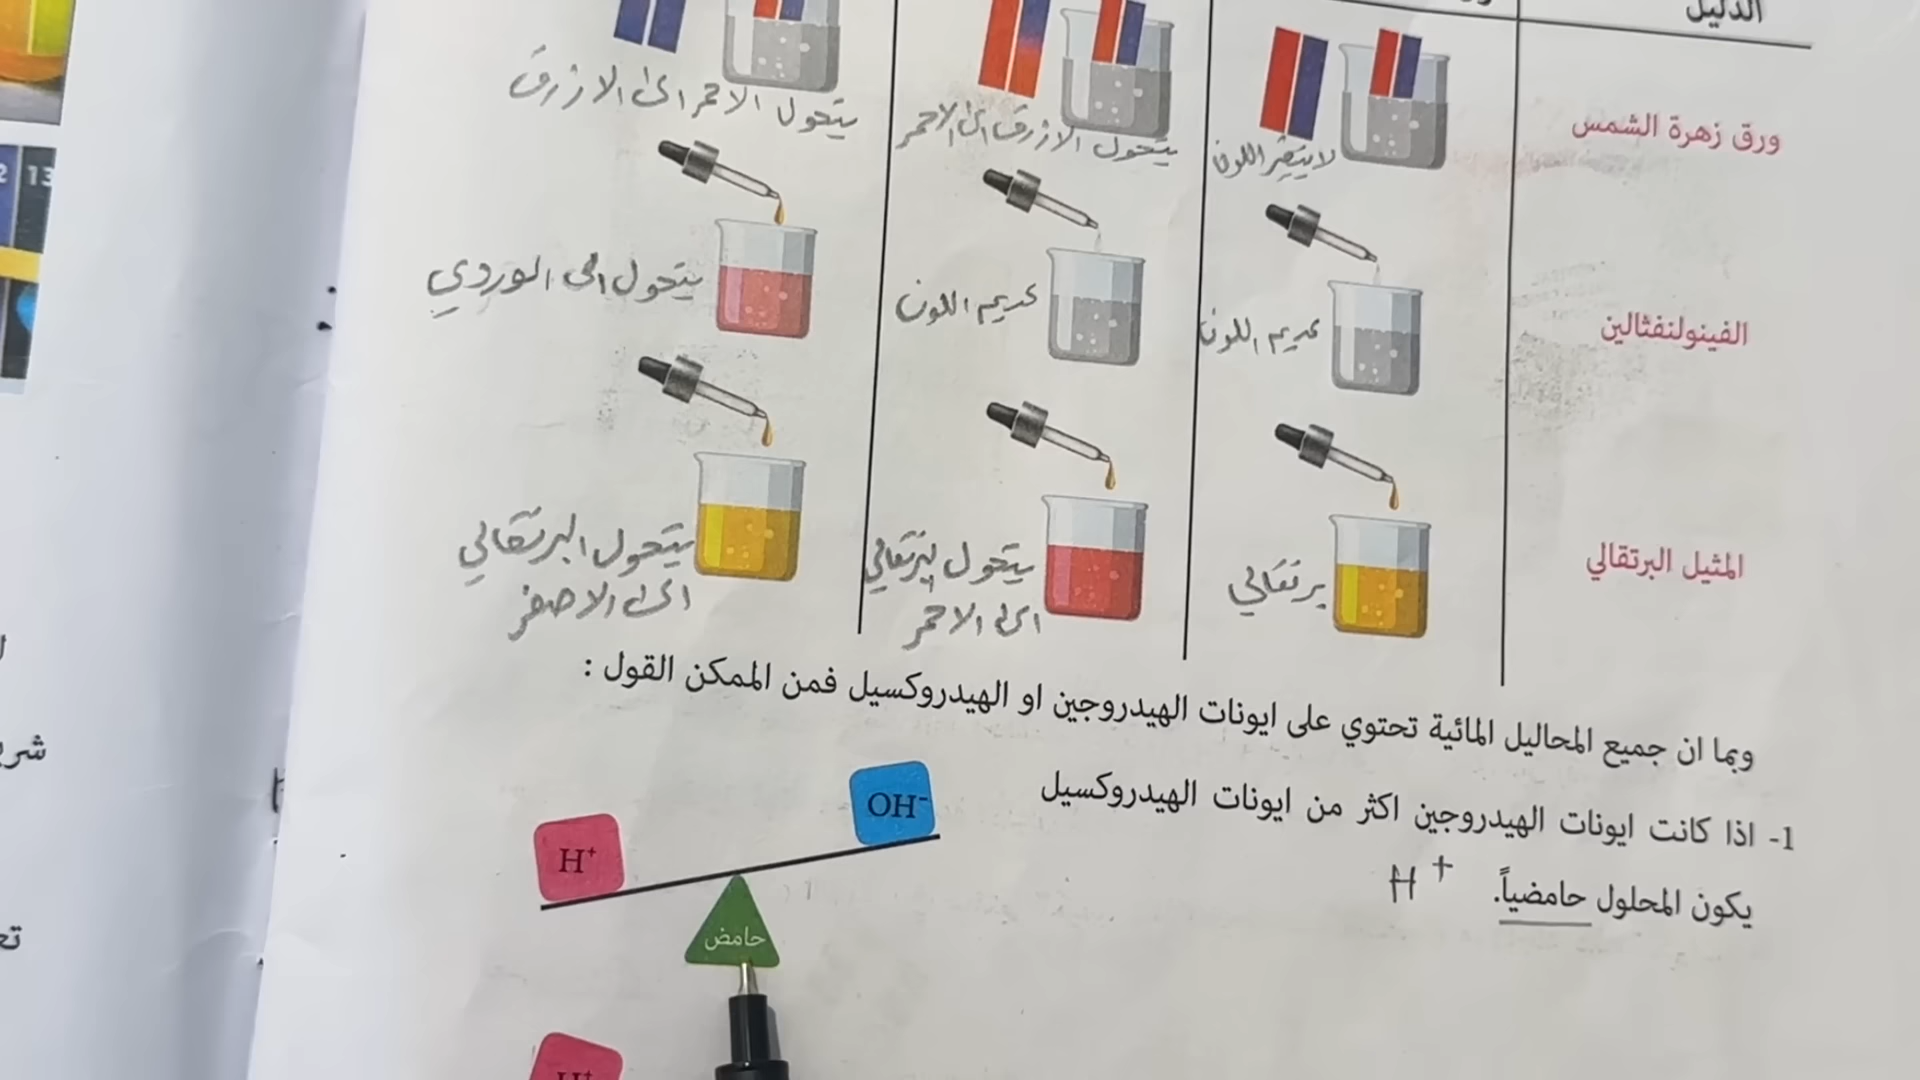 الدليل
ورق زهرة الشمس
لا يتغير اللون
يتحول الازرق الى الاحمر
يتحول الاحمر الى الازرق
الفينولنفثالين
عديم اللون
عديم اللون
يتحول الى الوردي
المثيل البرتقالي
برتقالي
يتحول البرتقالي
الى الاحمر
يتحول البرتقالي
الى الاصفر
وبما ان جميع المحاليل المائية تحتوي على ايونات الهيدروجين او الهيدروكسيل فمن الممكن القول :
1- اذا كانت ايونات الهيدروجين اكثر من ايونات الهيدروكسيل
يكون المحلول حامضياً. H+
OH-
H+
حامض
H+
13